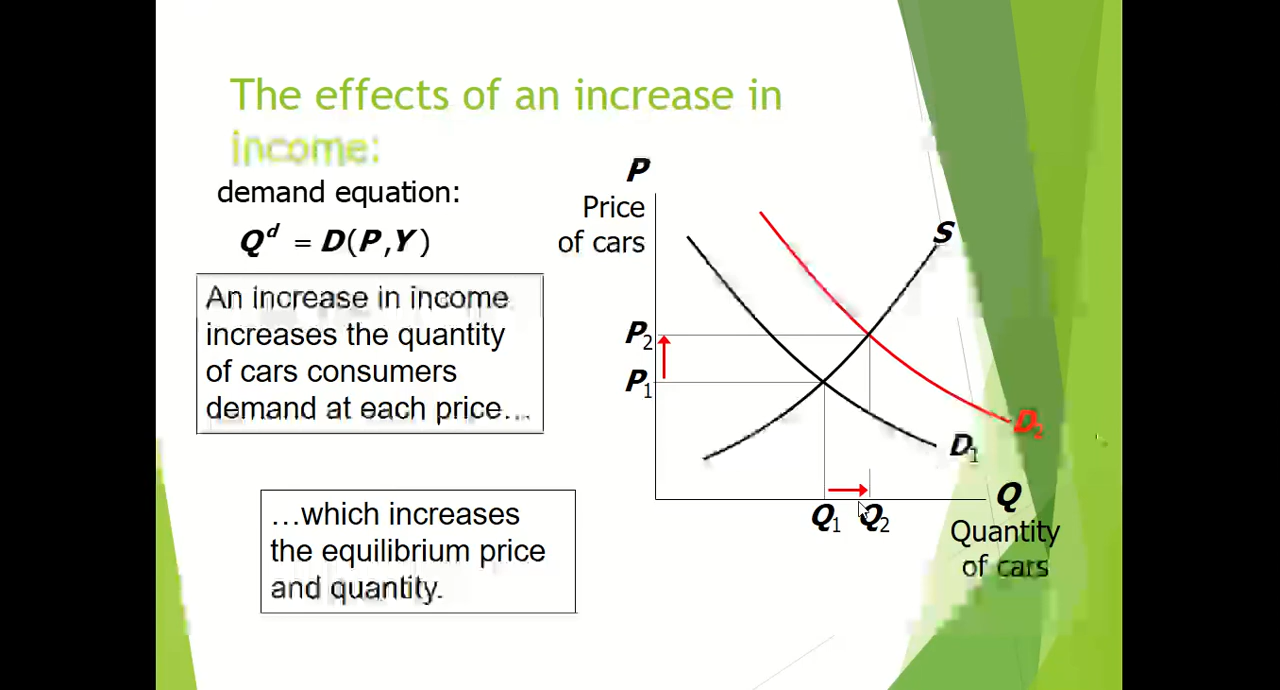 The effects of an increase in
income:
demand equation:
Qᵈ = D(P,Y)
An increase in income
increases the quantity
of cars consumers
demand at each price…
…which increases
the equilibrium price
and quantity.
P
Price
of cars
S
P₂
P₁
D₂
D₁
Q₁ Q₂
Q
Quantity
of cars